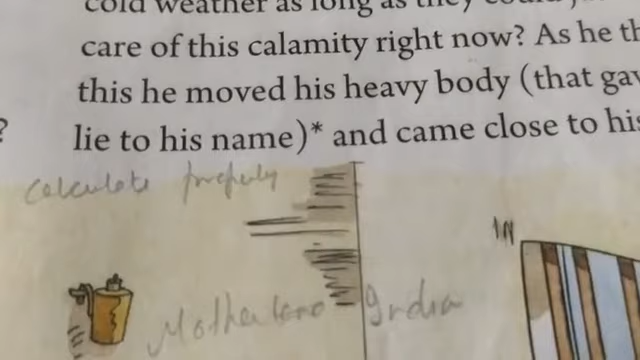 cold weather as long as they could
care of this calamity right now? As he th
this he moved his heavy body (that gav
? lie to his name)* and came close to his
Calculate properly
IN
Motherland India